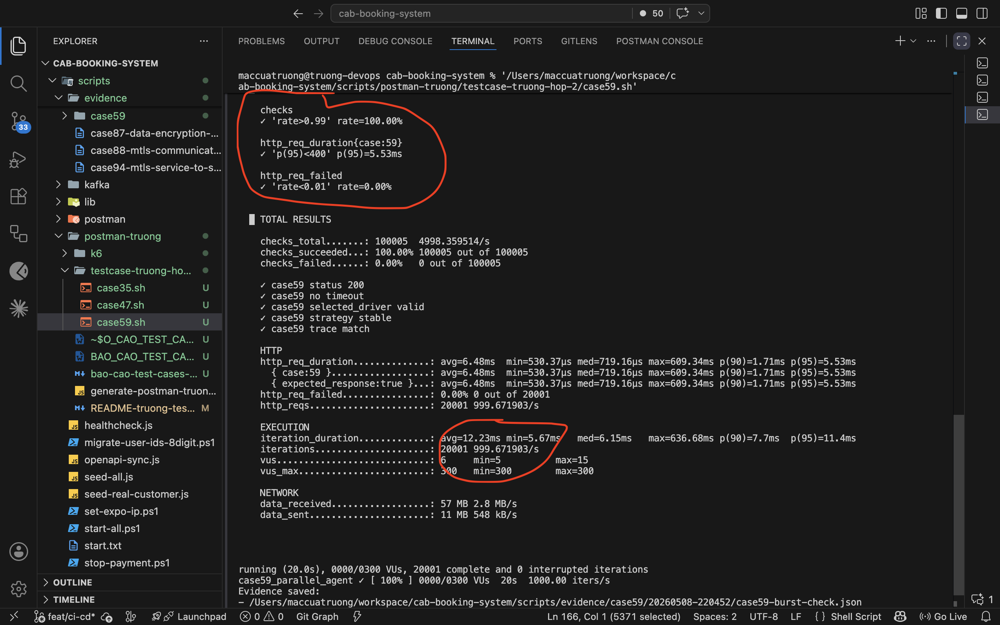 cab-booking-system
50
EXPLORER
PROBLEMS OUTPUT DEBUG CONSOLE TERMINAL PORTS GITLENS POSTMAN CONSOLE
CAB-BOOKING-SYSTEM
scripts
evidence
case59
case87-data-encryption-...
case88-mtls-communicat...
case94-mtls-service-to-s...
kafka
lib
postman
postman-truong
k6
testcase-truong-ho...
case35.sh U
case47.sh U
case59.sh U
~$O_CAO_TEST_CA... U
BAO_CAO_TEST_CA... U
bao-cao-test-cases-... U
generate-postman-truon...
README-truong-tes... M
healthcheck.js
migrate-user-ids-8digit.ps1
openapi-sync.js
seed-all.js
seed-real-customer.js
set-expo-ip.ps1
start-all.ps1
start.txt
stop-payment.ps1
OUTLINE
TIMELINE
33
maccuatruong@truong-devops cab-booking-system % '/Users/maccuatruong/workspace/c
ab-booking-system/scripts/postman-truong/testcase-truong-hop-2/case59.sh'
checks
✓ 'rate>0.99' rate=100.00%
http_req_duration{case:59}
✓ 'p(95)<400' p(95)=5.53ms
http_req_failed
✓ 'rate<0.01' rate=0.00%
█ TOTAL RESULTS
checks_total.......: 100005 4998.359514/s
checks_succeeded...: 100.00% 100005 out of 100005
checks_failed......: 0.00% 0 out of 100005
✓ case59 status 200
✓ case59 no timeout
✓ case59 selected_driver valid
✓ case59 strategy stable
✓ case59 trace match
HTTP
http_req_duration..............: avg=6.48ms min=530.37µs med=719.16µs max=609.34ms p(90)=1.71ms p(95)=5.53ms
{ case:59 }..................: avg=6.48ms min=530.37µs med=719.16µs max=609.34ms p(90)=1.71ms p(95)=5.53ms
{ expected_response:true }...: avg=6.48ms min=530.37µs med=719.16µs max=609.34ms p(90)=1.71ms p(95)=5.53ms
http_req_failed................: 0.00% 0 out of 20001
http_reqs......................: 20001 999.671903/s
EXECUTION
iteration_duration.............: avg=12.23ms min=5.67ms med=6.15ms max=636.68ms p(90)=7.7ms p(95)=11.4ms
iterations.....................: 20001 999.671903/s
vus............................: 6 min=5 max=15
vus_max........................: 300 min=300 max=300
NETWORK
data_received..................: 57 MB 2.8 MB/s
data_sent......................: 11 MB 548 kB/s
running (20.0s), 0000/0300 VUs, 20001 complete and 0 interrupted iterations
case59_parallel_agent ✓ [ 100% ] 0000/0300 VUs 20s 1000.00 iters/s
Evidence saved:
- /Users/maccuatruong/workspace/cab-booking-system/scripts/evidence/case59/20260508-220452/case59-burst-check.json
1
feat/ci-cd* Launchpad 0 0 Git Graph Ln 166, Col 1 (5371 selected) Spaces: 2 UTF-8 LF {} Shell Script Go Live